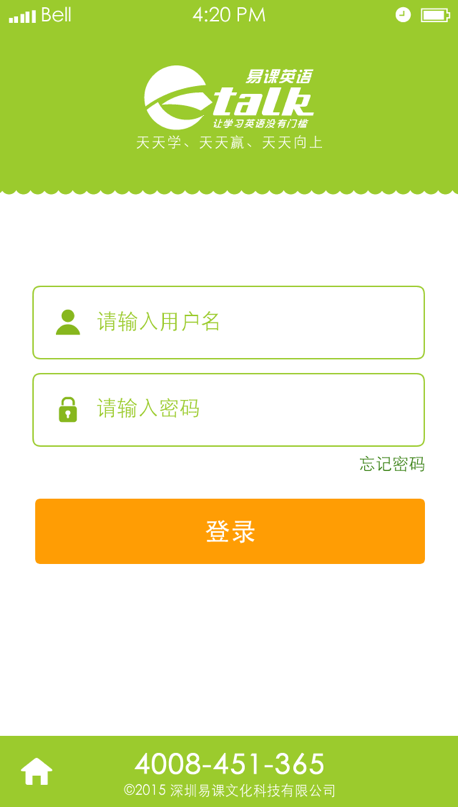 Bell 4:20 PM
易课英语
etalk
让学习英语没有门槛
天天学、天天赢、天天向上
请输入用户名
请输入密码
忘记密码
登录
4008-451-365
©2015 深圳易课文化科技有限公司